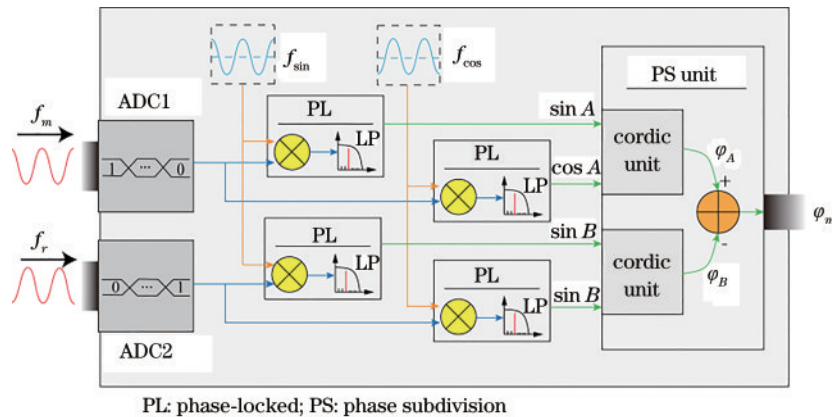 f_sin
f_cos
PS unit
ADC1
f_m
1 ... 0
PL
LP
sin A
PL
LP
cos A
cordic
unit
φ_A
+
φ_n
f_r
0 ... 1
ADC2
PL
LP
sin B
PL
LP
sin B
cordic
unit
-
φ_B
PL: phase-locked; PS: phase subdivision